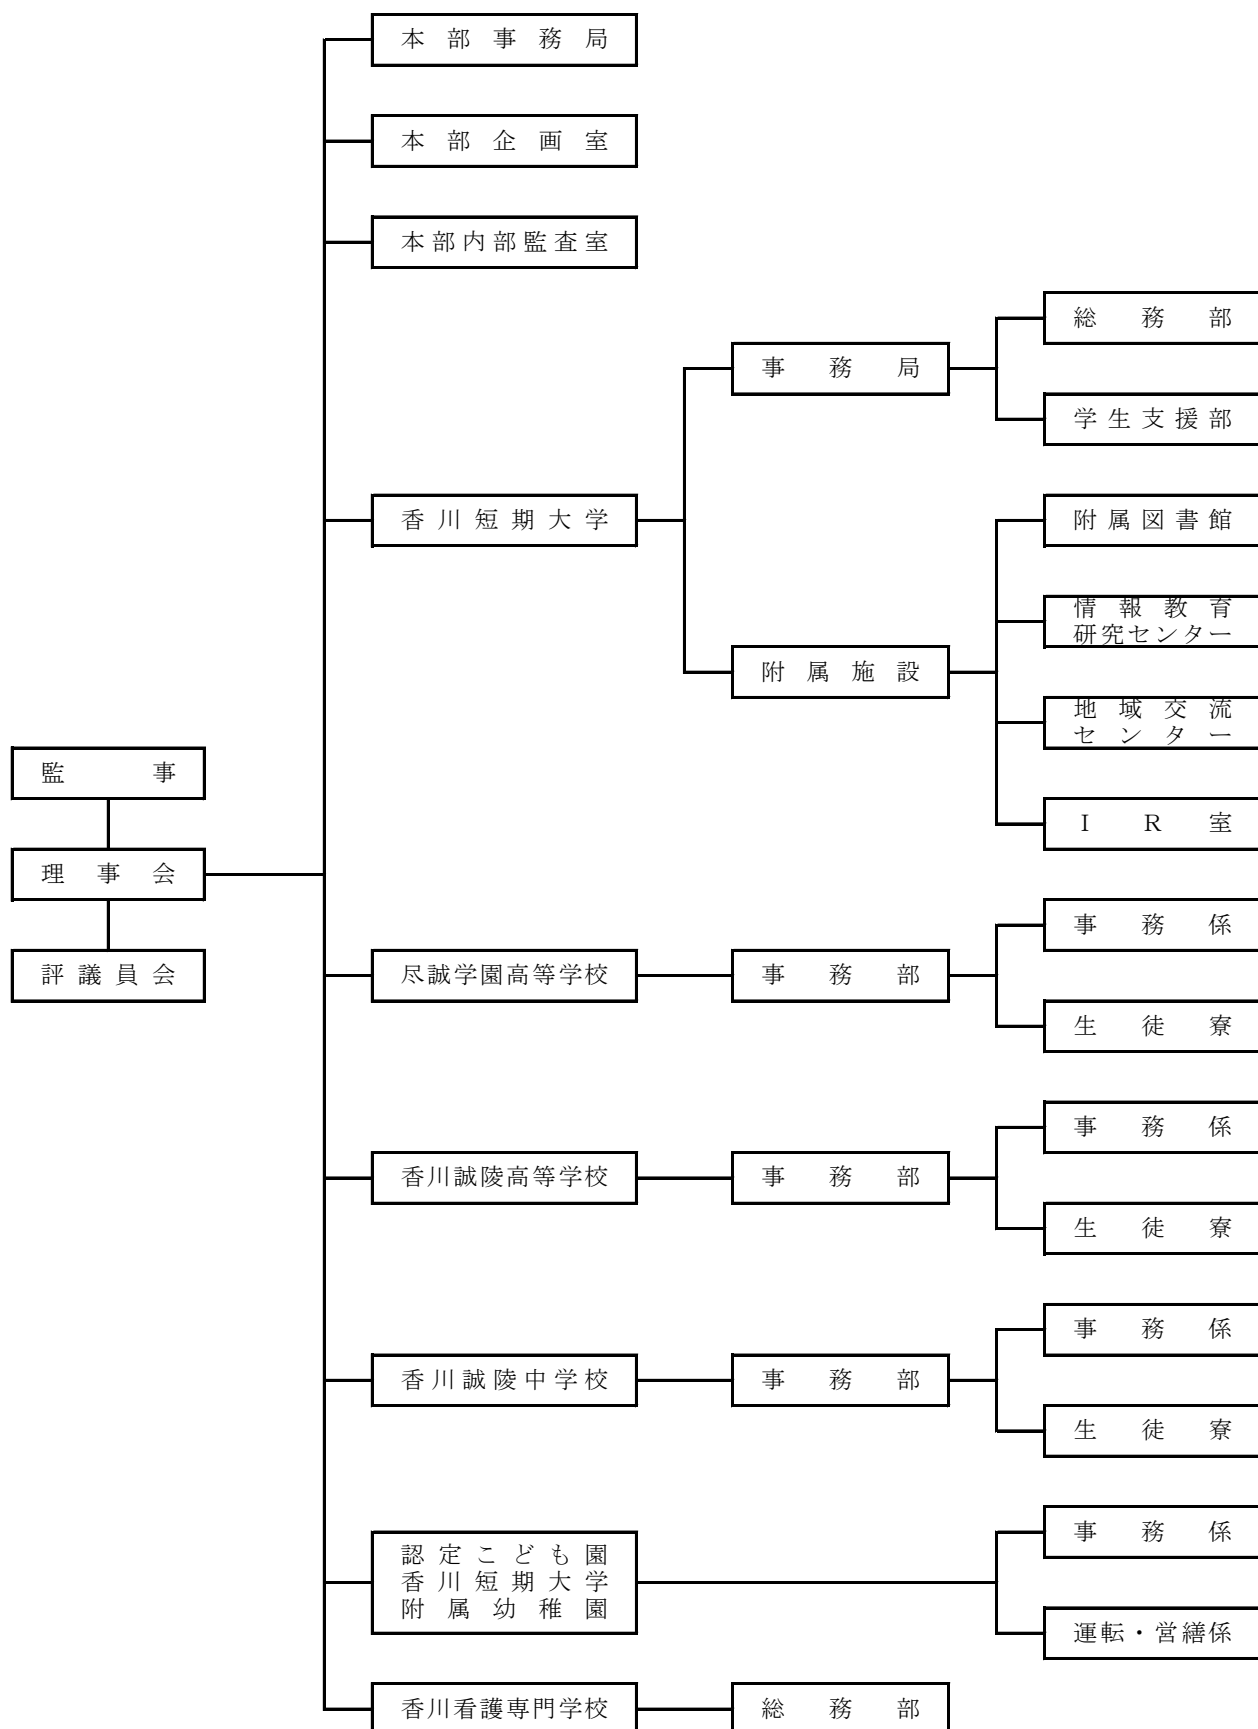 本部事務局
本部企画室
本部内部監査室
総務部
事務局
学生支援部
香川短期大学
附属図書館
情報教育
研究センター
附属施設
地域交流
センター
監事
ＩＲ室
理事会
事務係
評議員会
尽誠学園高等学校
事務部
生徒寮
事務係
香川誠陵高等学校
事務部
生徒寮
事務係
香川誠陵中学校
事務部
生徒寮
事務係
認定こども園
香川短期大学
附属幼稚園
運転・営繕係
香川看護専門学校
総務部